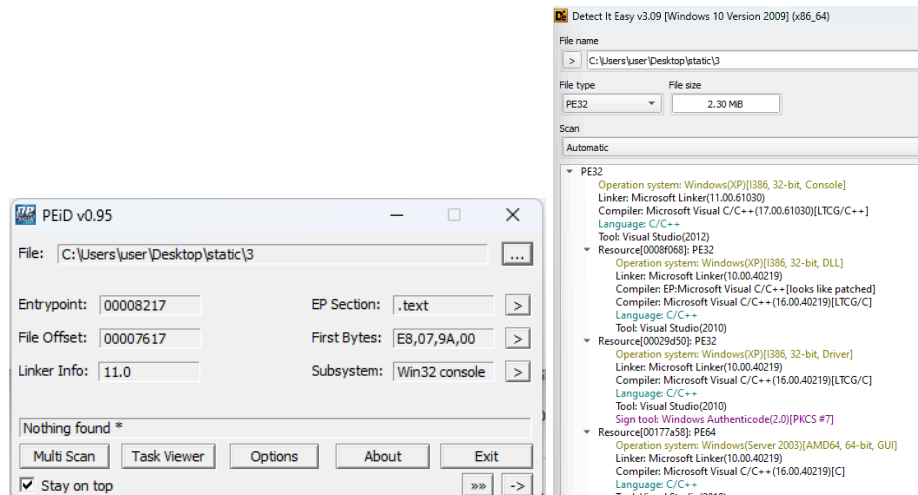 PEiD v0.95
File: C:\Users\user\Desktop\static\3 ...
Entrypoint: 00008217 EP Section: .text >
File Offset: 00007617 First Bytes: E8,07,9A,00 >
Linker Info: 11.0 Subsystem: Win32 console >
Nothing found *
Multi Scan Task Viewer Options About Exit
Stay on top »» ->
Detect It Easy v3.09 [Windows 10 Version 2009] (x86_64)
File name
> C:\Users\user\Desktop\static\3
File type File size
PE32 2.30 MiB
Scan
Automatic
PE32
Operation system: Windows(XP)[I386, 32-bit, Console]
Linker: Microsoft Linker(11.00.61030)
Compiler: Microsoft Visual C/C++(17.00.61030)[LTCG/C++]
Language: C/C++
Tool: Visual Studio(2012)
Resource[0008f068]: PE32
Operation system: Windows(XP)[I386, 32-bit, DLL]
Linker: Microsoft Linker(10.00.40219)
Compiler: EP:Microsoft Visual C/C++[looks like patched]
Compiler: Microsoft Visual C/C++(16.00.40219)[LTCG/C]
Language: C/C++
Tool: Visual Studio(2010)
Resource[00029d50]: PE32
Operation system: Windows(XP)[I386, 32-bit, Driver]
Linker: Microsoft Linker(10.00.40219)
Compiler: Microsoft Visual C/C++(16.00.40219)[LTCG/C]
Language: C/C++
Tool: Visual Studio(2010)
Sign tool: Windows Authenticode(2.0)[PKCS #7]
Resource[00177a58]: PE64
Operation system: Windows(Server 2003)[AMD64, 64-bit, GUI]
Linker: Microsoft Linker(10.00.40219)
Compiler: Microsoft Visual C/C++(16.00.40219)[C]
Language: C/C++